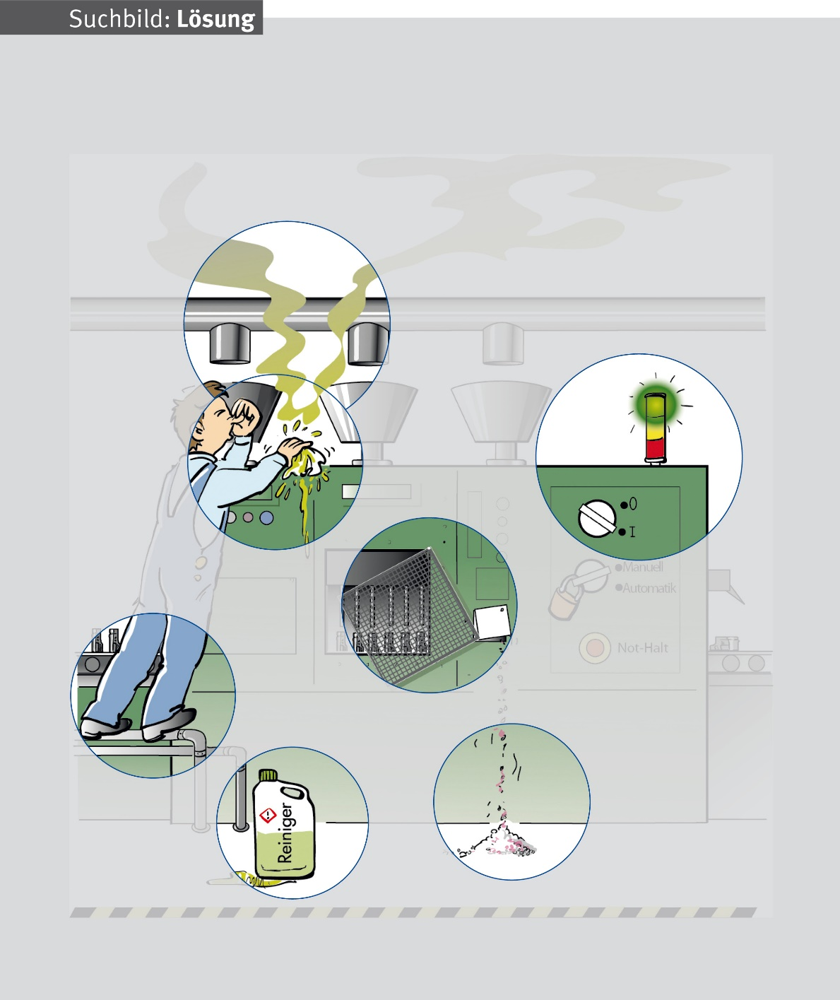 Suchbild: Lösung
0
I
Manuell
Automatik
Not-Halt
Reiniger